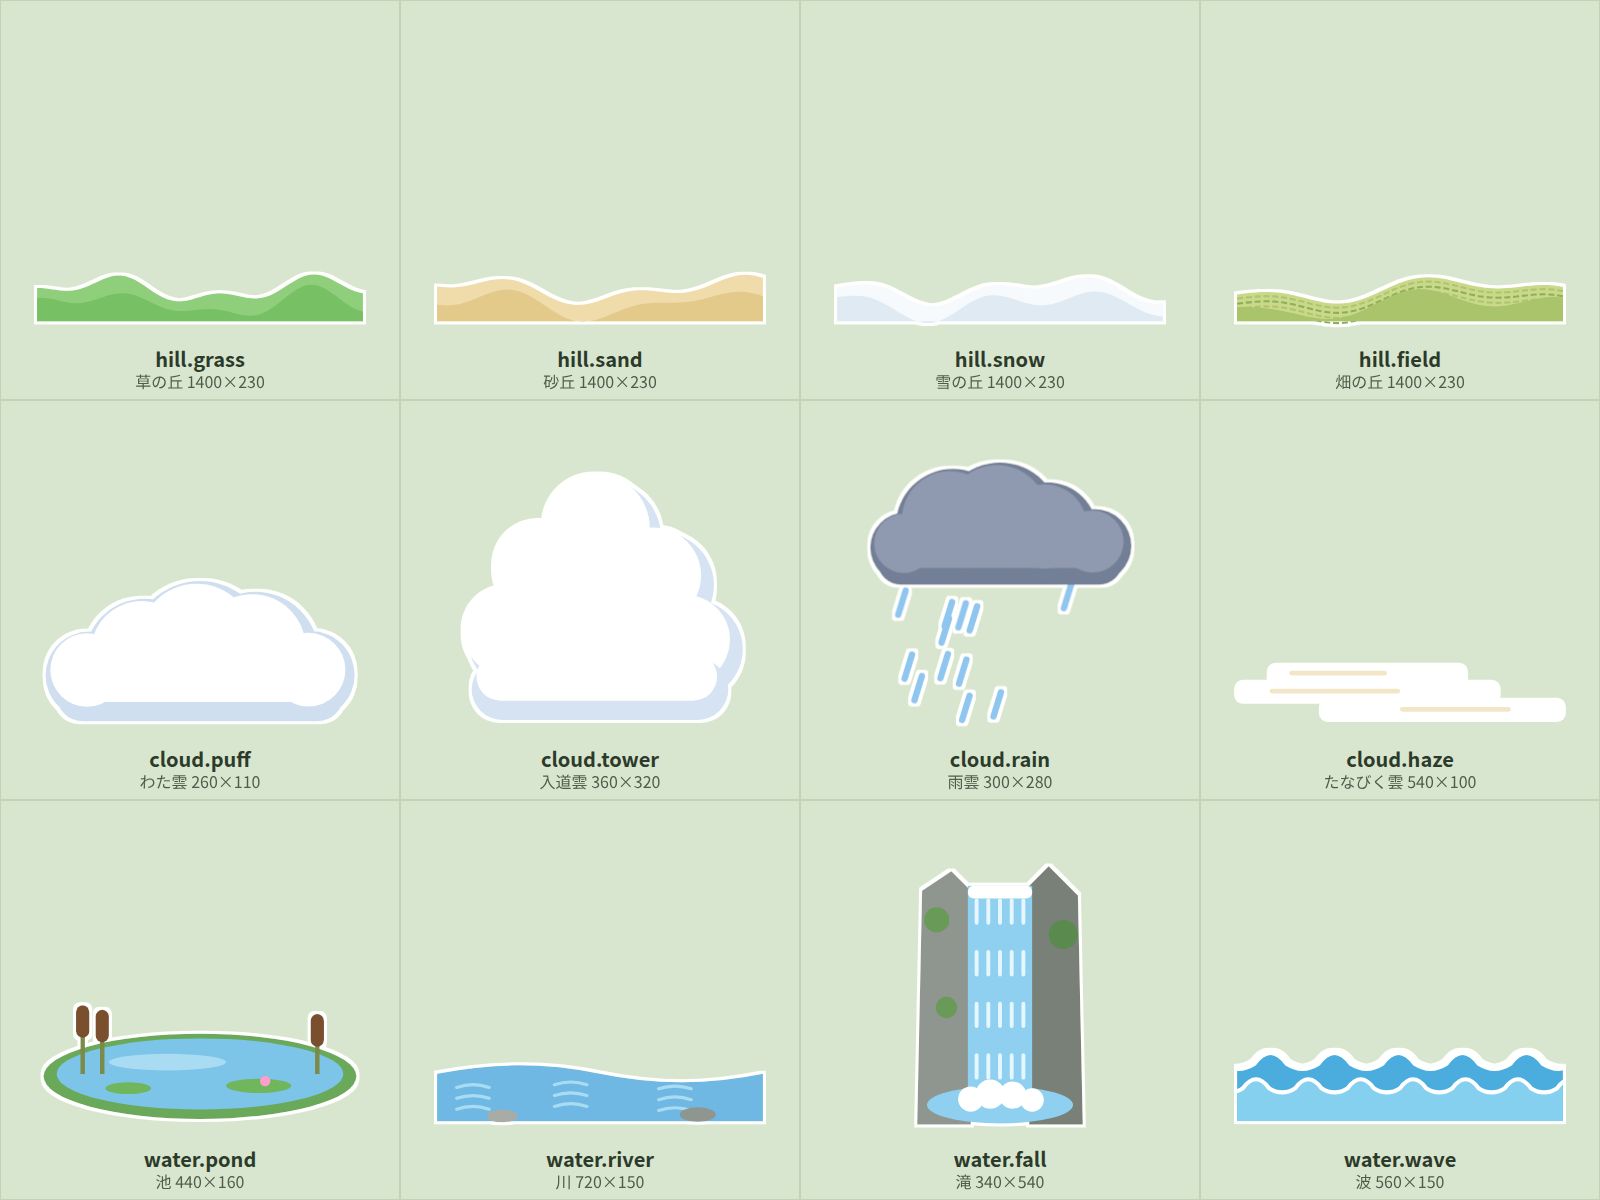 hill.grass
草の丘 1400×230
hill.sand
砂丘 1400×230
hill.snow
雪の丘 1400×230
hill.field
畑の丘 1400×230
cloud.puff
わた雲 260×110
cloud.tower
入道雲 360×320
cloud.rain
雨雲 300×280
cloud.haze
たなびく雲 540×100
water.pond
池 440×160
water.river
川 720×150
water.fall
滝 340×540
water.wave
波 560×150